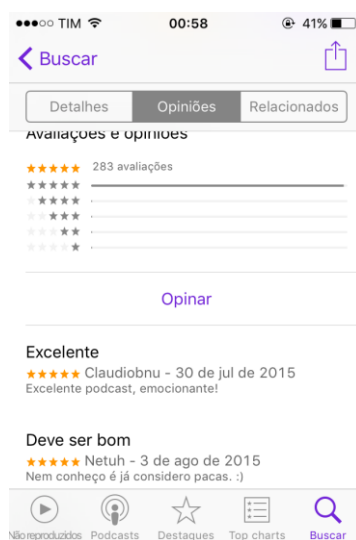 TIM 00:58 41%
Buscar
Detalhes Opiniões Relacionados
Avaliações e opiniões
283 avaliações
Opinar
Excelente
Claudiobnu - 30 de jul de 2015
Excelente podcast, emocionante!
Deve ser bom
Netuh - 3 de ago de 2015
Nem conheço é já considero pacas. :)
Não reproduzidos Podcasts Destaques Top charts Buscar